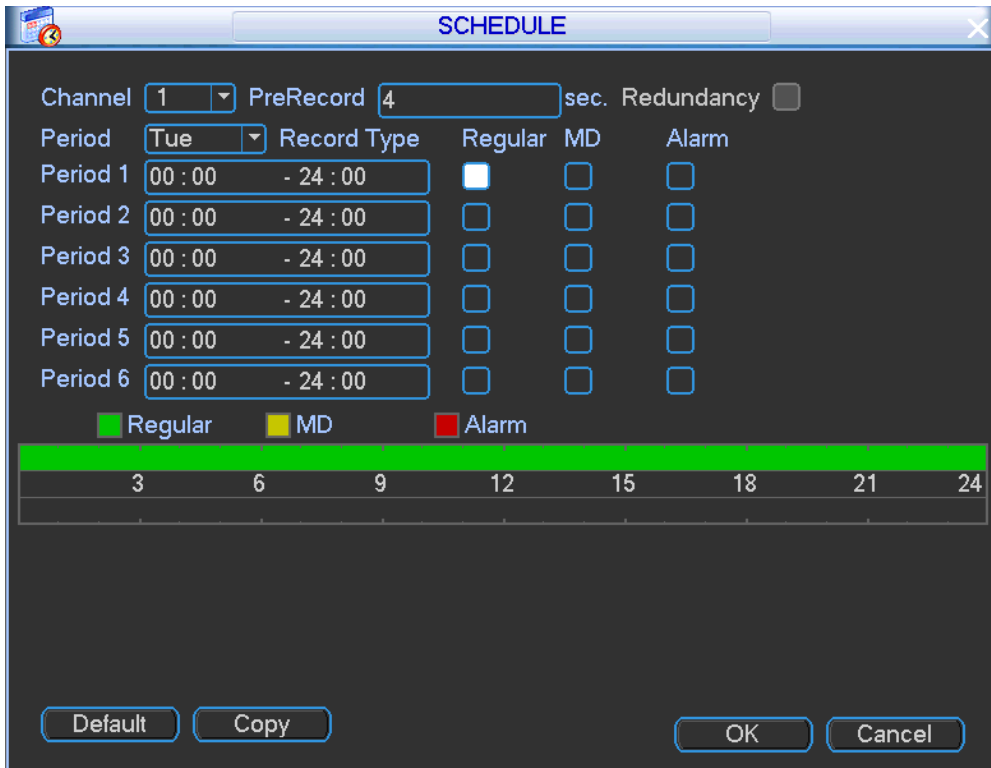 SCHEDULE
Channel 1 PreRecord 4 sec. Redundancy
Period Tue Record Type Regular MD Alarm
Period 1 00 : 00 - 24 : 00
Period 2 00 : 00 - 24 : 00
Period 3 00 : 00 - 24 : 00
Period 4 00 : 00 - 24 : 00
Period 5 00 : 00 - 24 : 00
Period 6 00 : 00 - 24 : 00
Regular MD Alarm
3 6 9 12 15 18 21 24
Default Copy OK Cancel